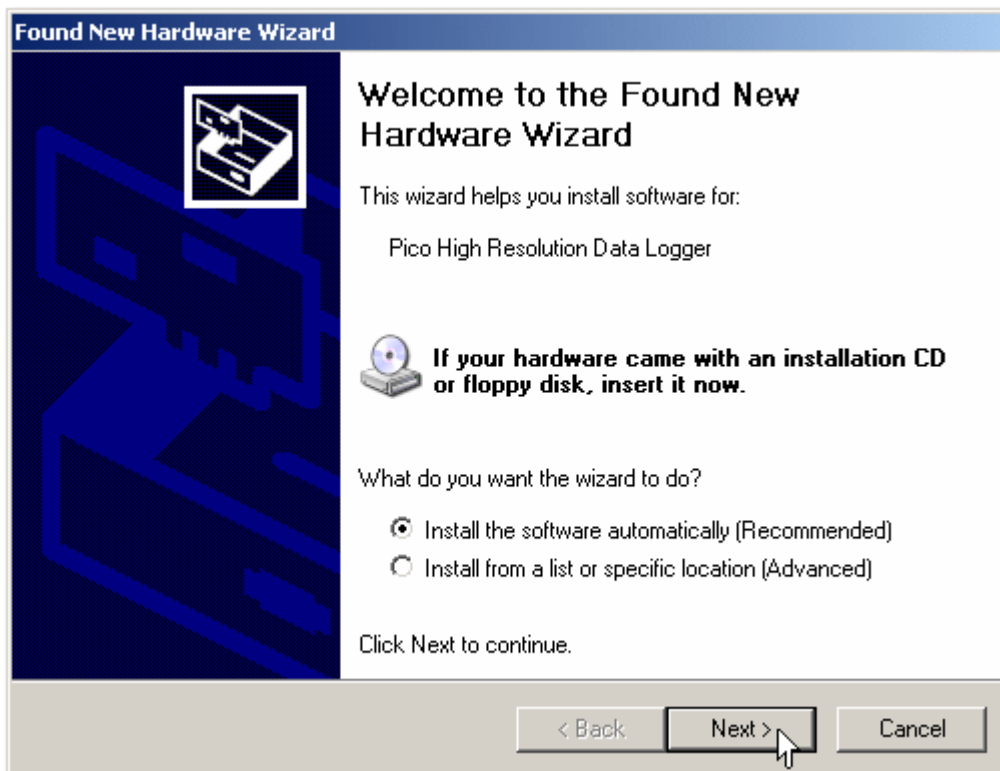 Found New Hardware Wizard
Welcome to the Found New
Hardware Wizard
This wizard helps you install software for:
Pico High Resolution Data Logger
If your hardware came with an installation CD
or floppy disk, insert it now.
What do you want the wizard to do?
Install the software automatically (Recommended)
Install from a list or specific location (Advanced)
Click Next to continue.
< Back Next > Cancel